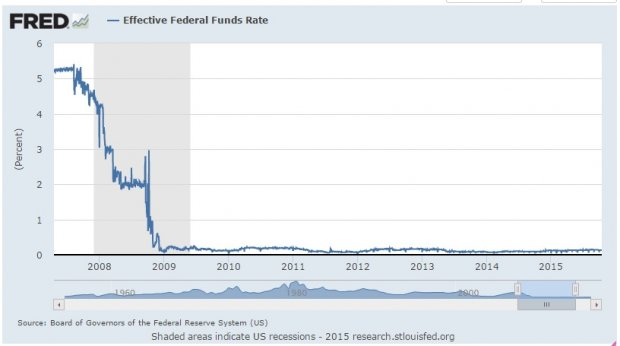 FRED
Effective Federal Funds Rate
6
5
4
3
2
1
0
(Percent)
2008 2009 2010 2011 2012 2013 2014 2015
1960 1980 2000
Source: Board of Governors of the Federal Reserve System (US)
Shaded areas indicate US recessions - 2015 research.stlouisfed.org